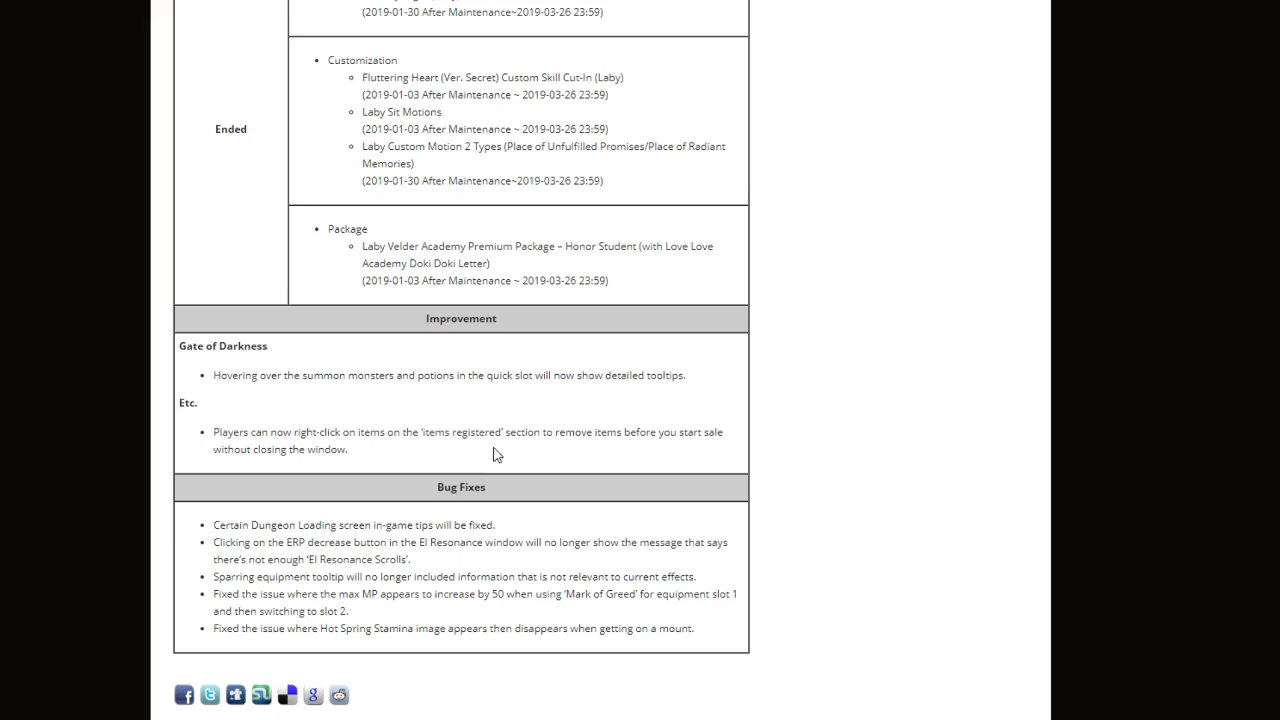 (2019-01-30 After Maintenance~2019-03-26 23:59)
Ended
• Customization
Fluttering Heart (Ver. Secret) Custom Skill Cut-In (Laby)
(2019-01-03 After Maintenance ~ 2019-03-26 23:59)
Laby Sit Motions
(2019-01-03 After Maintenance ~ 2019-03-26 23:59)
Laby Custom Motion 2 Types (Place of Unfulfilled Promises/Place of Radiant
Memories)
(2019-01-30 After Maintenance~2019-03-26 23:59)
• Package
Laby Velder Academy Premium Package – Honor Student (with Love Love
Academy Doki Doki Letter)
(2019-01-03 After Maintenance ~ 2019-03-26 23:59)
Improvement
Gate of Darkness
• Hovering over the summon monsters and potions in the quick slot will now show detailed tooltips.
Etc.
• Players can now right-click on items on the ‘items registered’ section to remove items before you start sale
without closing the window.
Bug Fixes
• Certain Dungeon Loading screen in-game tips will be fixed.
• Clicking on the ERP decrease button in the El Resonance window will no longer show the message that says
there’s not enough ‘El Resonance Scrolls’.
• Sparring equipment tooltip will no longer included information that is not relevant to current effects.
• Fixed the issue where the max MP appears to increase by 50 when using ‘Mark of Greed’ for equipment slot 1
and then switching to slot 2.
• Fixed the issue where Hot Spring Stamina image appears then disappears when getting on a mount.